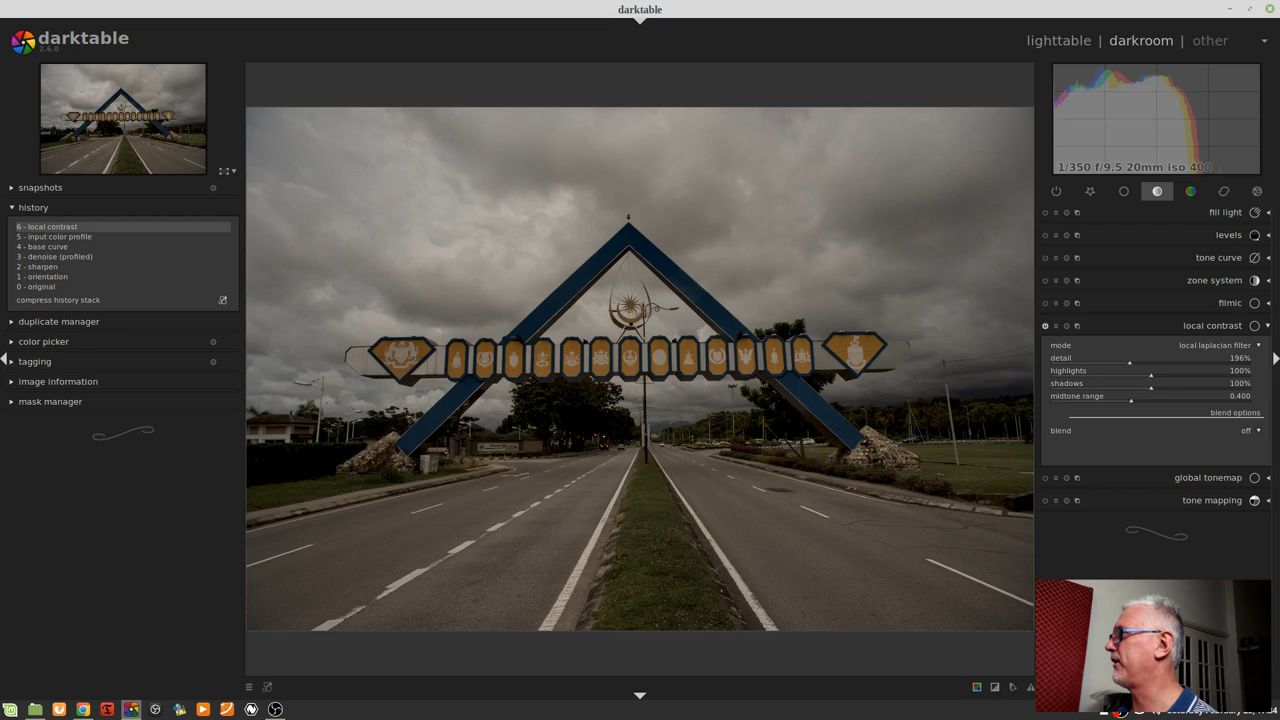 darktable
darktable
2.6.0
lighttable | darkroom | other
1/350 f/9.5 20mm iso 400
snapshots
history
6 - local contrast
5 - input color profile
4 - base curve
3 - denoise (profiled)
2 - sharpen
1 - orientation
0 - original
compress history stack
duplicate manager
color picker
tagging
image information
mask manager
fill light
levels
tone curve
zone system
filmic
local contrast
mode local laplacian filter
detail 196%
highlights 100%
shadows 100%
midtone range 0.400
blend options
blend off
global tonemap
tone mapping